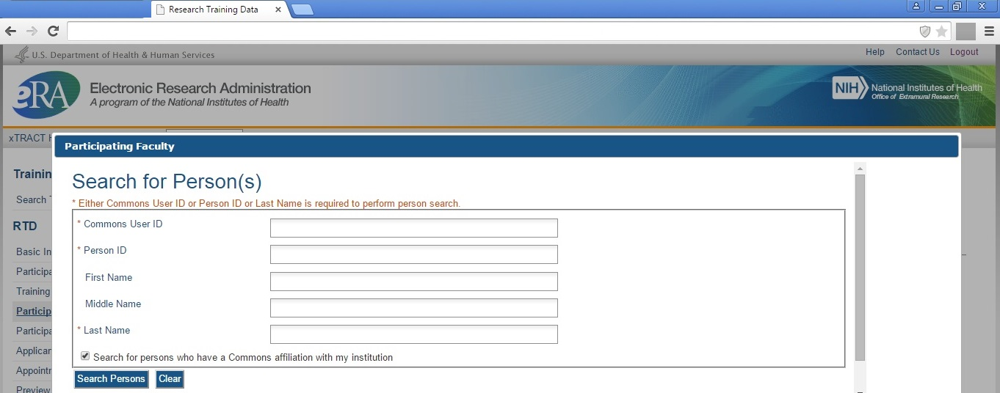 Research Training Data
U.S. Department of Health & Human Services
Help Contact Us Logout
eRA
Electronic Research Administration
A program of the National Institutes of Health
NIH
National Institutes of Health
Office of Extramural Research
xTRACT
Participating Faculty
Trainin
Search for Person(s)
* Either Commons User ID or Person ID or Last Name is required to perform person search.
Search
* Commons User ID
RTD
* Person ID
Basic In
Participa
First Name
Training
Middle Name
Particip
* Last Name
Participa
Applican
Search for persons who have a Commons affiliation with my institution
Appointm
Search Persons Clear
Preview